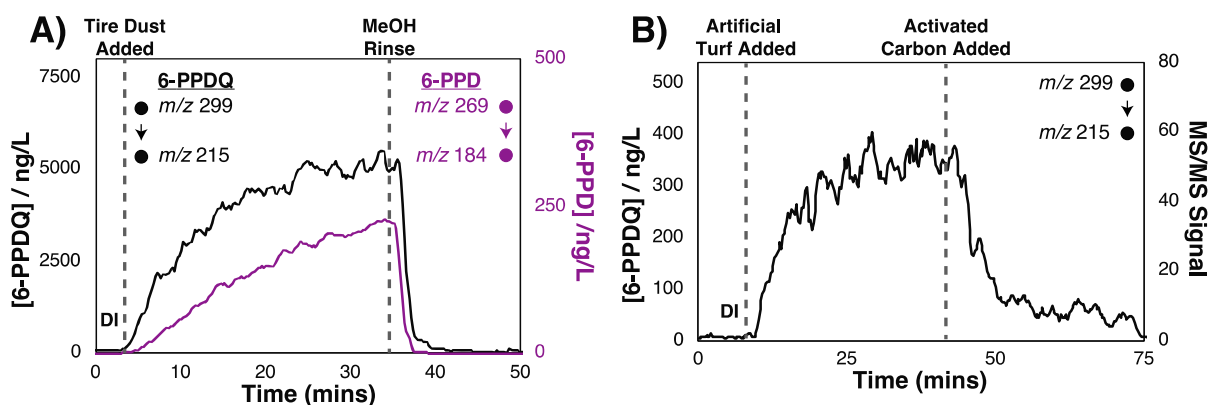 A)
Tire Dust
Added
MeOH
Rinse
[6-PPDQ] / ng/L
7500
5000
2500
0
6-PPDQ
m/z 299
m/z 215
6-PPD
m/z 269
m/z 184
DI
500
250
0
[6-PPD] /ng/L
0 10 20 30 40 50
Time (mins)
B)
Artificial
Turf Added
Activated
Carbon Added
[6-PPDQ] / ng/L
500
400
300
200
100
0
m/z 299
m/z 215
DI
80
60
40
20
0
MS/MS Signal
0 25 50 75
Time (mins)